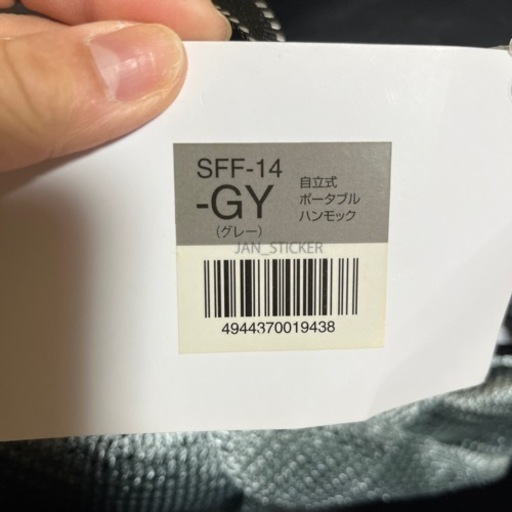 SFF-14
-GY
(グレー)
自立式
ポータブル
ハンモック
JAN_STICKER
4944370019438